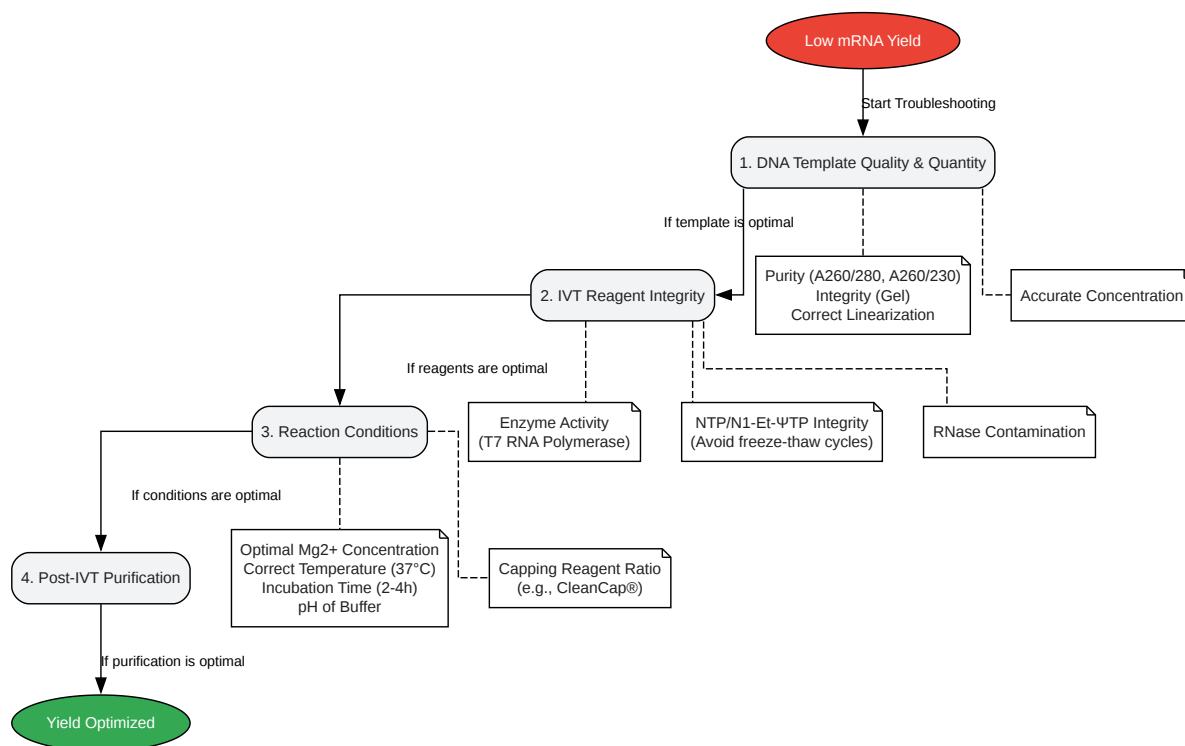 Low mRNA Yield
Start Troubleshooting
1. DNA Template Quality & Quantity
If template is optimal
Purity (A260/280, A260/230)
Integrity (Gel)
Correct Linearization
Accurate Concentration
2. IVT Reagent Integrity
If reagents are optimal
Enzyme Activity
(T7 RNA Polymerase)
NTP/N1-Et-ΨTP Integrity
(Avoid freeze-thaw cycles)
RNase Contamination
3. Reaction Conditions
If conditions are optimal
Optimal Mg2+ Concentration
Correct Temperature (37°C)
Incubation Time (2-4h)
pH of Buffer
Capping Reagent Ratio
(e.g., CleanCap®)
4. Post-IVT Purification
If purification is optimal
Yield Optimized